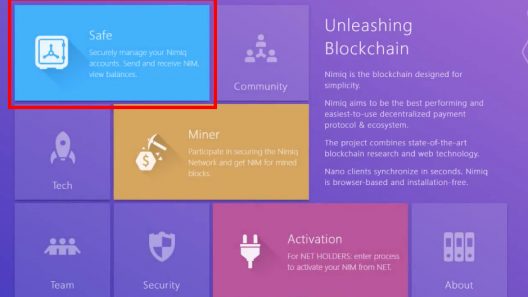 Safe
Securely manage your Nimiq
accounts. Send and receive NIM,
view balances.
Community
Unleashing
Blockchain
Nimiq is the blockchain designed for
simplicity.
Nimiq aims to be the best performing and
easiest-to-use decentralized payment
protocol & ecosystem.
The project combines state-of-the-art
blockchain research and web technology.
Nano clients synchronize in seconds. Nimiq
is browser-based and installation-free.
Tech
Miner
Participate in securing the Nimiq
Network and get NIM for mined
blocks.
Team
Security
Activation
For NET HOLDERS: enter process
to activate your NIM from NET.
About